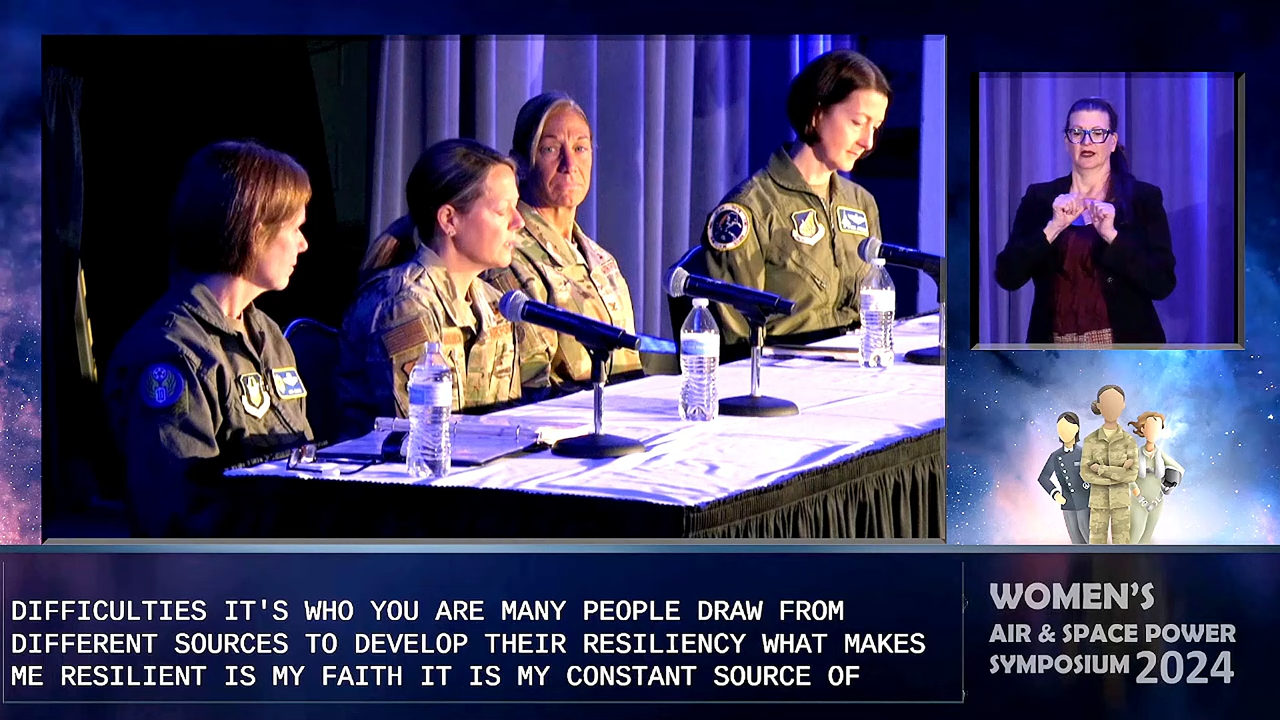 DIFFICULTIES IT'S WHO YOU ARE MANY PEOPLE DRAW FROM
DIFFERENT SOURCES TO DEVELOP THEIR RESILIENCY WHAT MAKES
ME RESILIENT IS MY FAITH IT IS MY CONSTANT SOURCE OF
WOMEN'S
AIR & SPACE POWER
SYMPOSIUM 2024